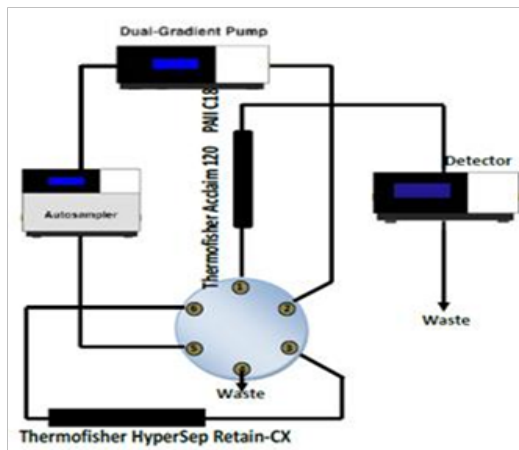 Dual-Gradient Pump
Thermofisher Acclaim 120 PAII C18
Detector
Autosampler
1
6
2
5
3
4
Waste
Waste
Thermofisher HyperSep Retain-CX